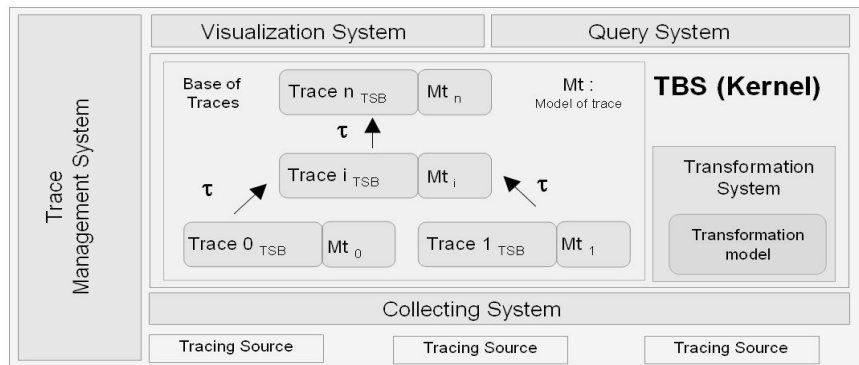 Trace
Management System
Visualization System
Query System
Base of
Traces
Trace n TSB
Mt n
Mt :
Model of trace
TBS (Kernel)
τ
Trace i TSB
Mt i
τ
τ
Trace 0 TSB
Mt 0
Trace 1 TSB
Mt 1
Transformation
System
Transformation
model
Collecting System
Tracing Source
Tracing Source
Tracing Source